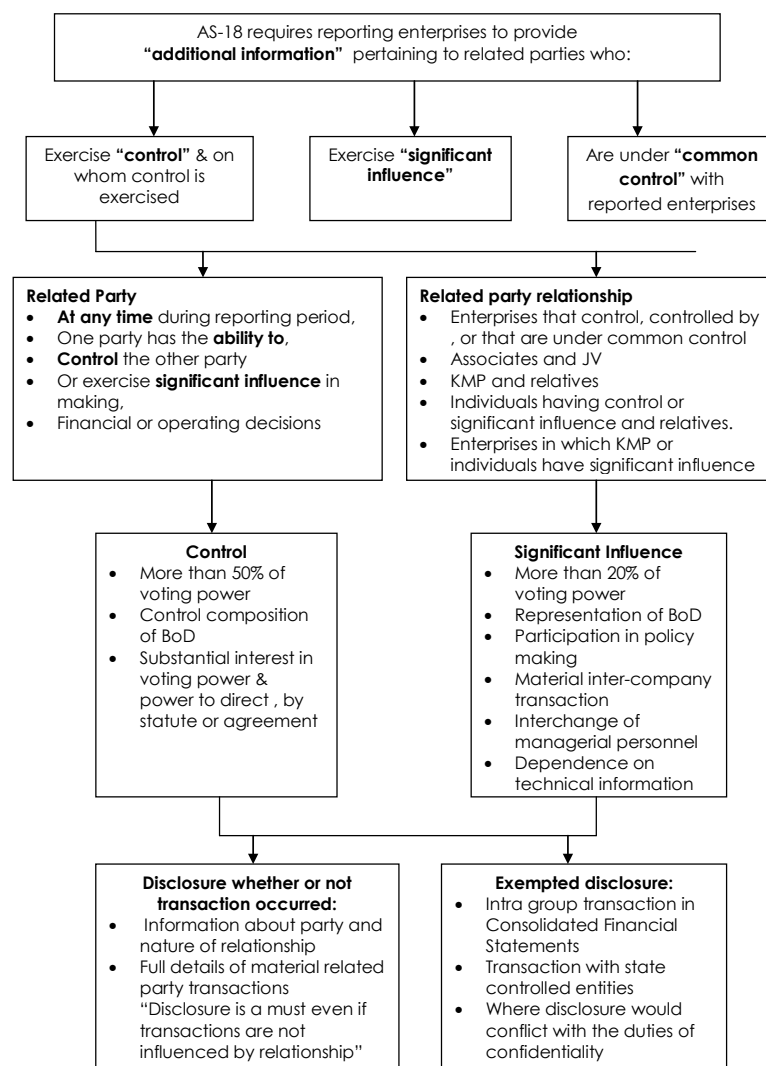 AS-18 requires reporting enterprises to provide
“additional information” pertaining to related parties who:
Exercise “control” & on
whom control is
exercised
Exercise “significant
influence”
Are under “common
control” with
reported enterprises
Related Party
• At any time during reporting period,
• One party has the ability to,
• Control the other party
• Or exercise significant influence in
making,
• Financial or operating decisions
Related party relationship
• Enterprises that control, controlled by
, or that are under common control
• Associates and JV
• KMP and relatives
• Individuals having control or
significant influence and relatives.
• Enterprises in which KMP or
individuals have significant influence
Control
• More than 50% of
voting power
• Control composition
of BoD
• Substantial interest in
voting power &
power to direct , by
statute or agreement
Significant Influence
• More than 20% of
voting power
• Representation of BoD
• Participation in policy
making
• Material inter-company
transaction
• Interchange of
managerial personnel
• Dependence on
technical information
Disclosure whether or not
transaction occurred:
• Information about party and
nature of relationship
• Full details of material related
party transactions
“Disclosure is a must even if
transactions are not
influenced by relationship”
Exempted disclosure:
• Intra group transaction in
Consolidated Financial
Statements
• Transaction with state
controlled entities
• Where disclosure would
conflict with the duties of
confidentiality